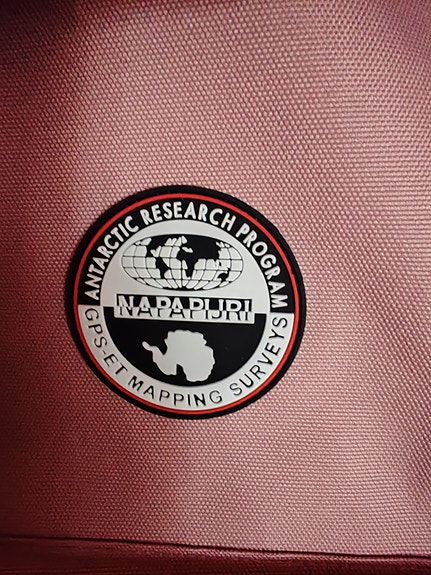 ANTARCTIC RESEARCH PROGRAM
NAPAPIJRI
GPS-ET MAPPING SURVEYS